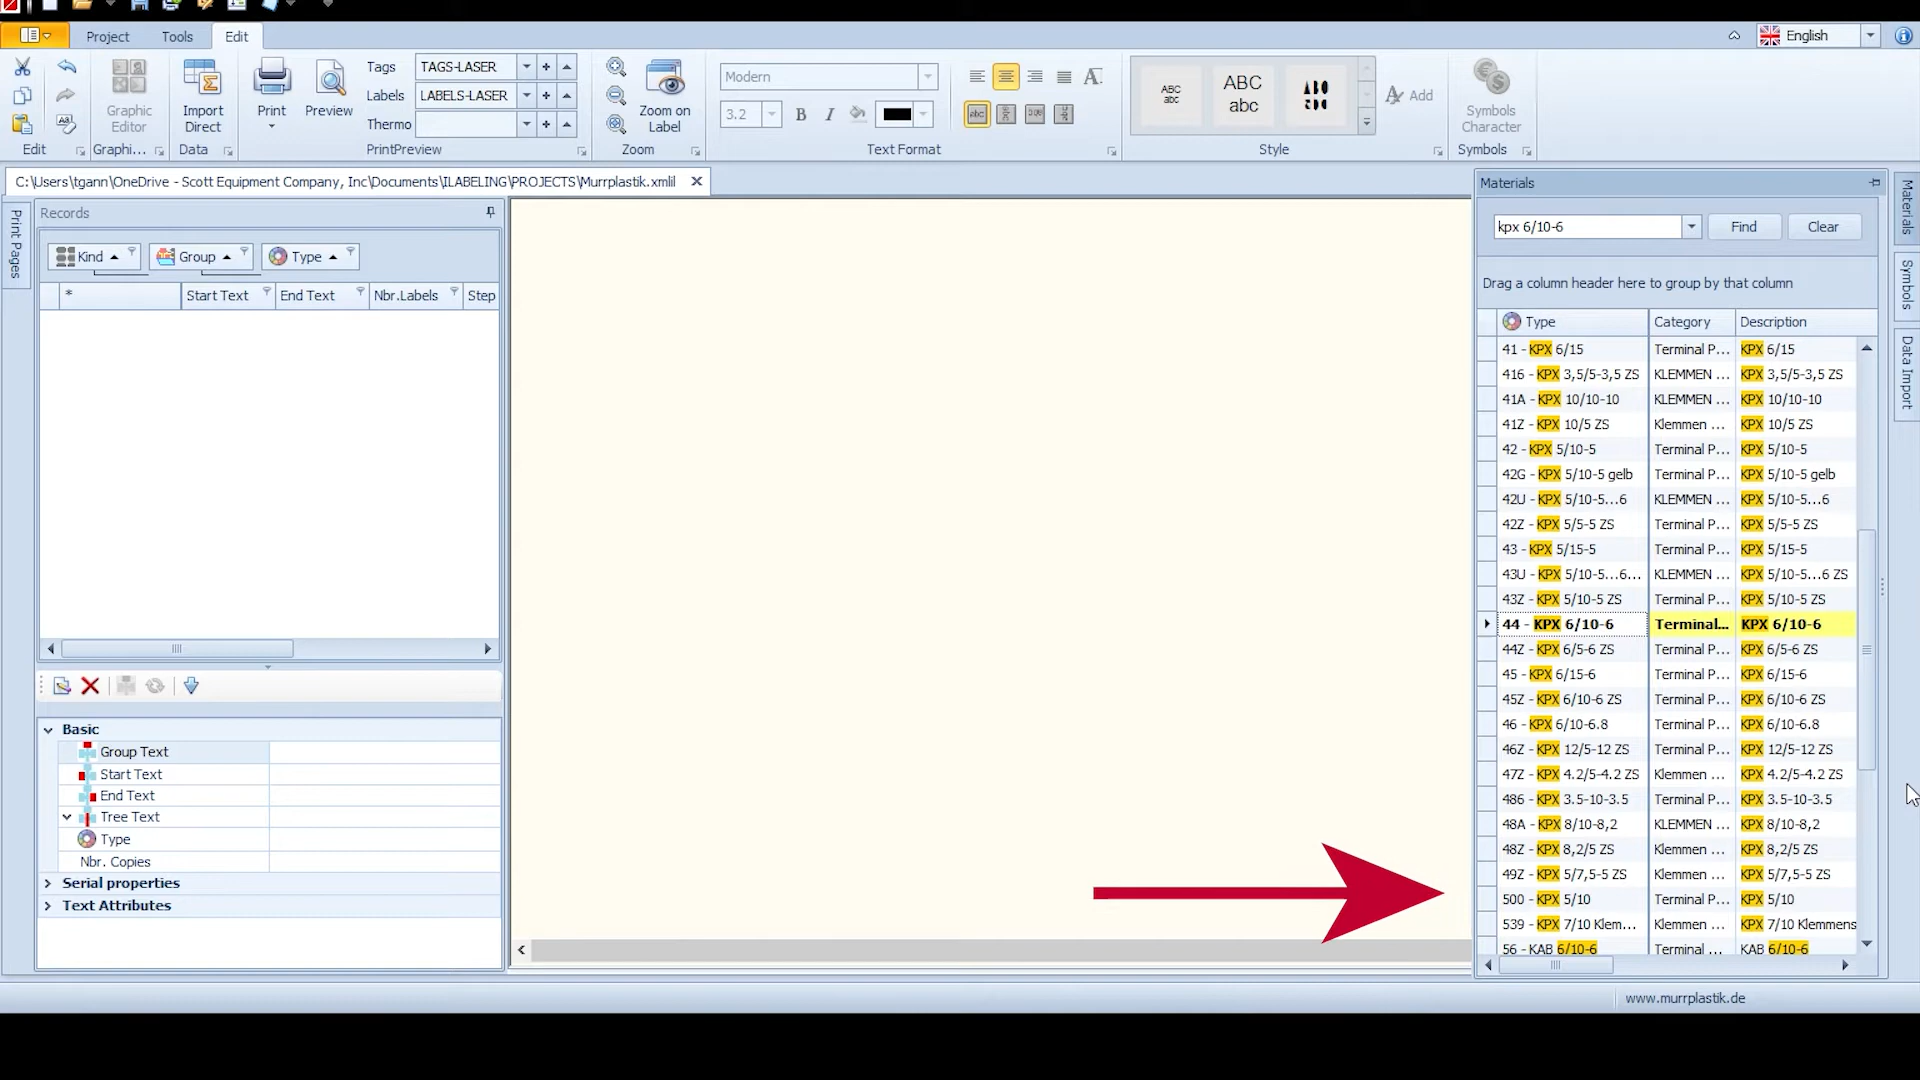 Project
Tools
Edit
English
Graphic Editor
Import Direct
Print
Preview
Tags TAGS-LASER
Labels LABELS-LASER
Thermo
Zoom on Label
Modern
3.2
B
I
ABC abc
ABC abc
Add
Symbols Character
Edit
Graphi...
Data
PrintPreview
Zoom
Text Format
Style
Symbols
C:\Users\tgann\OneDrive - Scott Equipment Company, Inc\Documents\ILABELING\PROJECTS\Murrplastik.xmlil
Print Pages
Records
Kind
Group
Type
* Start Text End Text Nbr.Labels Step
Basic
Group Text
Start Text
End Text
Tree Text
Type
Nbr. Copies
Serial properties
Text Attributes
Materials
kpx 6/10-6 Find Clear
Drag a column header here to group by that column
Type Category Description
41 - KPX 6/15 Terminal P... KPX 6/15
416 - KPX 3,5/5-3,5 ZS KLEMMEN ... KPX 3,5/5-3,5 ZS
41A - KPX 10/10-10 KLEMMEN ... KPX 10/10-10
41Z - KPX 10/5 ZS Klemmen ... KPX 10/5 ZS
42 - KPX 5/10-5 Terminal P... KPX 5/10-5
42G - KPX 5/10-5 gelb Terminal P... KPX 5/10-5 gelb
42U - KPX 5/10-5...6 KLEMMEN ... KPX 5/10-5...6
42Z - KPX 5/5-5 ZS Terminal P... KPX 5/5-5 ZS
43 - KPX 5/15-5 Terminal P... KPX 5/15-5
43U - KPX 5/10-5...6... KLEMMEN ... KPX 5/10-5...6 ZS
43Z - KPX 5/10-5 ZS Terminal P... KPX 5/10-5 ZS
44 - KPX 6/10-6 Terminal... KPX 6/10-6
44Z - KPX 6/5-6 ZS Terminal P... KPX 6/5-6 ZS
45 - KPX 6/15-6 Terminal P... KPX 6/15-6
45Z - KPX 6/10-6 ZS Terminal P... KPX 6/10-6 ZS
46 - KPX 6/10-6.8 Terminal P... KPX 6/10-6.8
46Z - KPX 12/5-12 ZS Terminal P... KPX 12/5-12 ZS
47Z - KPX 4.2/5-4.2 ZS Klemmen ... KPX 4.2/5-4.2 ZS
486 - KPX 3.5-10-3.5 Terminal P... KPX 3.5-10-3.5
48A - KPX 8/10-8,2 KLEMMEN ... KPX 8/10-8,2
48Z - KPX 8,2/5 ZS Klemmen ... KPX 8,2/5 ZS
49Z - KPX 5/7,5-5 ZS Klemmen ... KPX 5/7,5-5 ZS
500 - KPX 5/10 Terminal P... KPX 5/10
539 - KPX 7/10 Klem... Klemmen ... KPX 7/10 Klemmens
56 - KAB 6/10-6 Terminal ... KAB 6/10-6
Materials
Symbols
Data Import
www.murrplastik.de